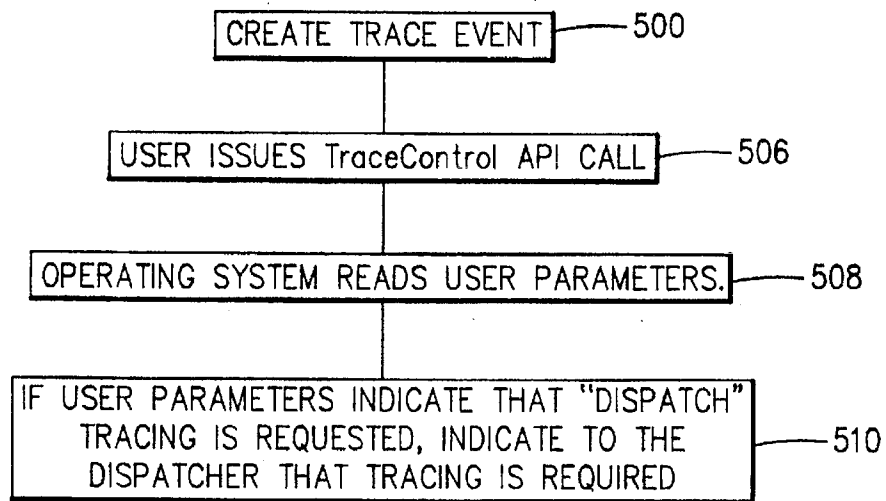 CREATE TRACE EVENT 500
USER ISSUES TraceControl API CALL 506
OPERATING SYSTEM READS USER PARAMETERS. 508
IF USER PARAMETERS INDICATE THAT "DISPATCH"
TRACING IS REQUESTED, INDICATE TO THE 510
DISPATCHER THAT TRACING IS REQUIRED